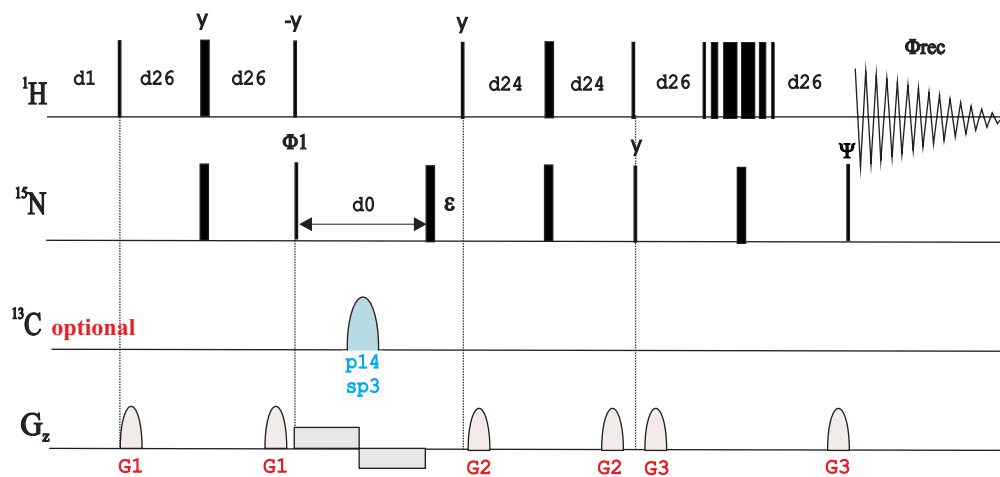 y -y y Φrec
¹H d1 d26 d26 d24 d24 d26 d26
Φ1 y Ψ
¹⁵N d0 ε
¹³C optional
p14
sp3
Gz
G1 G1 G2 G2 G3 G3